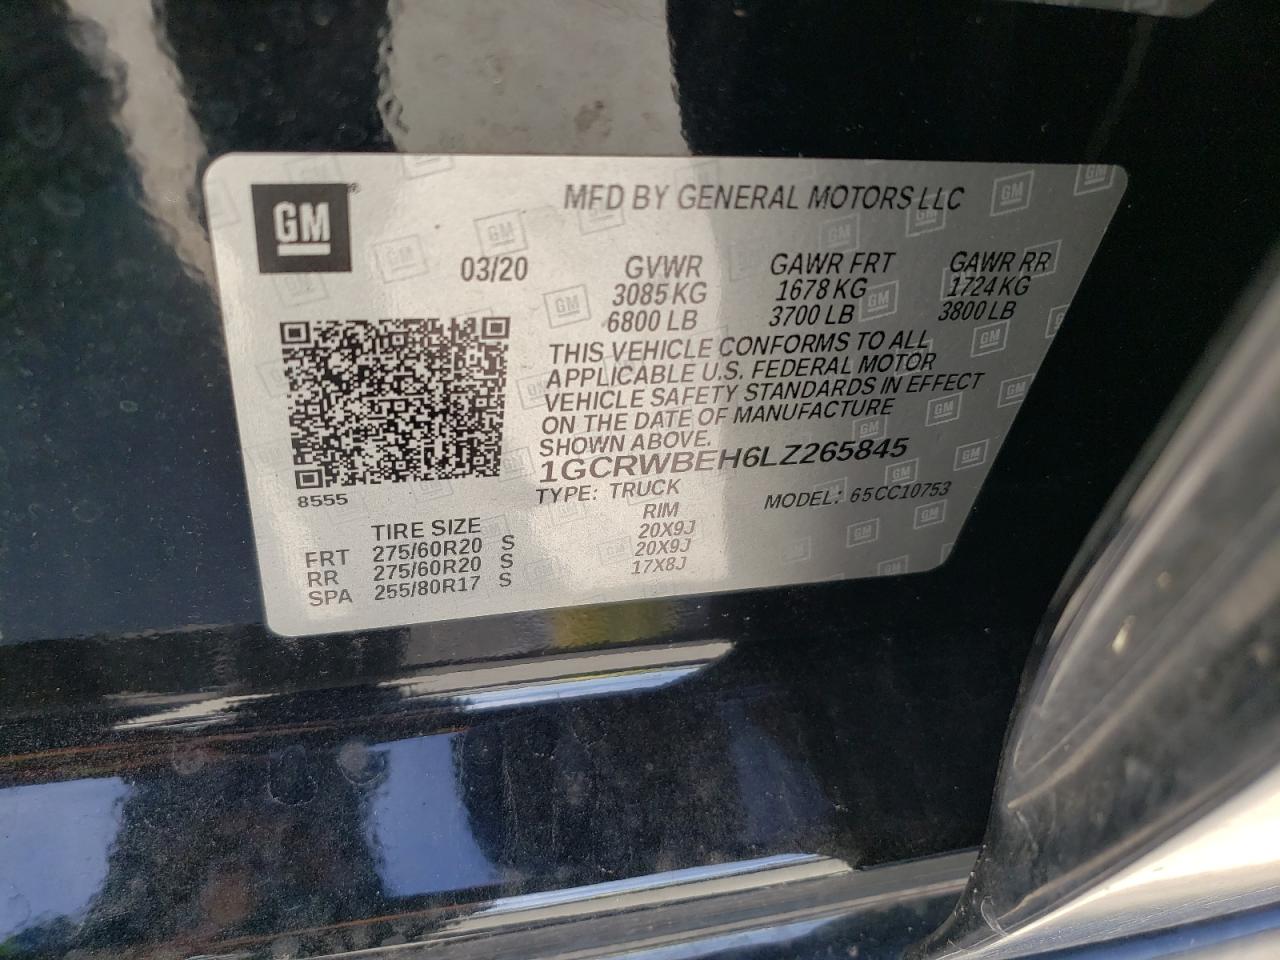 GM
MFD BY GENERAL MOTORS LLC
03/20 GVWR GAWR FRT GAWR RR
3085 KG 1678 KG 1724 KG
6800 LB 3700 LB 3800 LB
THIS VEHICLE CONFORMS TO ALL
APPLICABLE U.S. FEDERAL MOTOR
VEHICLE SAFETY STANDARDS IN EFFECT
ON THE DATE OF MANUFACTURE
SHOWN ABOVE.
1GCRWBEH6LZ265845
TYPE: TRUCK MODEL: 65CC10753
8555
TIRE SIZE RIM
FRT 275/60R20 S 20X9J
RR 275/60R20 S 20X9J
SPA 255/80R17 S 17X8J